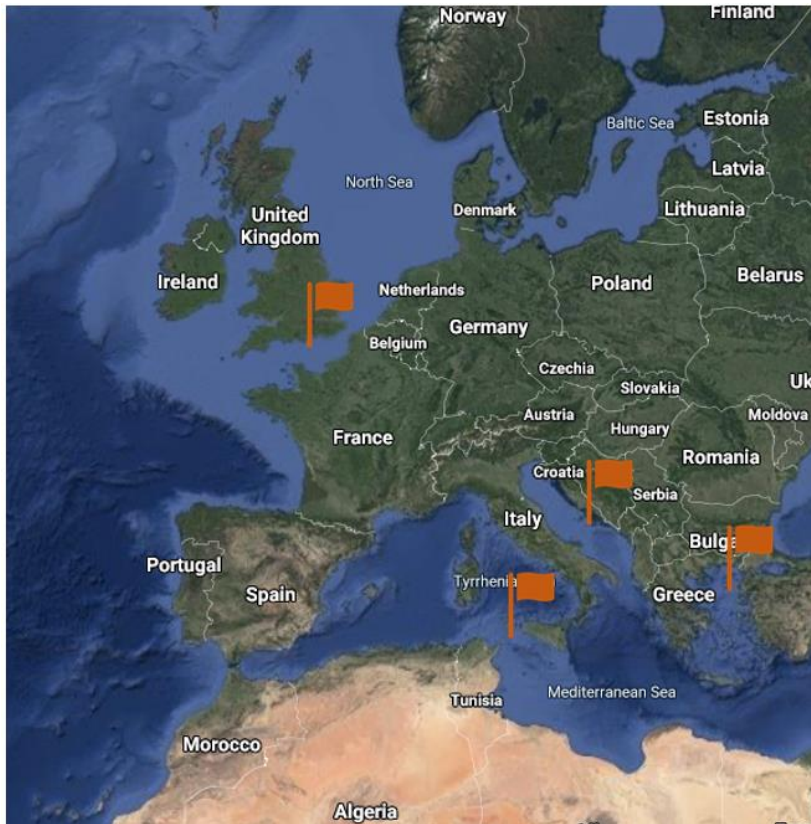 Norway
Finland
Baltic Sea
Estonia
Latvia
North Sea
Lithuania
Denmark
United
Kingdom
Ireland
Netherlands
Poland
Belarus
Germany
Belgium
Czechia
Slovakia
Uk
Austria
Moldova
Hungary
France
Romania
Croatia
Serbia
Italy
Bulga
Portugal
Spain
Tyrrhenia
Greece
Tunisia
Mediterranean Sea
Morocco
Algeria